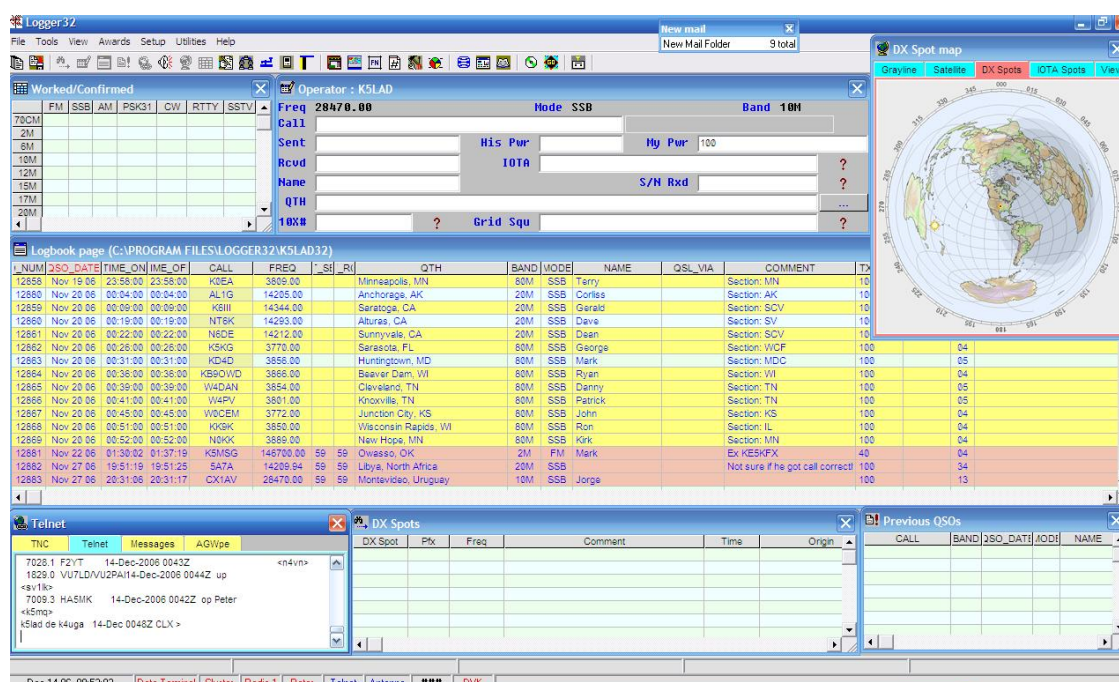 Logger32
File Tools View Awards Setup Utilities Help
New mail
New Mail Folder 9 total
DX Spot map
Grayline Satellite DX Spots IOTA Spots View
Worked/Confirmed
FM SSB AM PSK31 CW RTTY SSTV
70CM
2M
6M
10M
12M
15M
17M
20M
Operator : K5LAD
Freq 28470.00 Mode SSB Band 10M
Call
Sent His Pwr My Pwr 100
Rcvd IOTA ?
Name S/N Rxd ?
QTH ...
10X# ? Grid Squ ?
Logbook page (C:\PROGRAM FILES\LOGGER32\K5LAD32)
QSO_DATE TIME_ON CALL FREQ QTH BAND MODE NAME QSL_VIA COMMENT TX
12858 Nov 19 06 23:58:00 23:58:00 K0EA 3809.00 Minneapolis, MN 80M SSB Terry Section: MN
12880 Nov 20 06 00:04:00 00:04:00 AL1G 14205.00 Anchorage, AK 20M SSB Corliss Section: AK
12859 Nov 20 06 00:09:00 00:09:00 K6III 14344.00 Saratoga, CA 20M SSB Gerald Section: SCV
12860 Nov 20 06 00:19:00 00:19:00 NT6K 14293.00 Alturas, CA 20M SSB Dave Section: SV
12861 Nov 20 06 00:22:00 00:22:00 N6DE 14212.00 Sunnyvale, CA 20M SSB Dean Section: SCV
12862 Nov 20 06 00:26:00 00:26:00 K5KG 3770.00 Sarasota, FL 80M SSB George Section: WCF 100 04
12863 Nov 20 06 00:31:00 00:31:00 KD4D 3856.00 Huntingtown, MD 80M SSB Mark Section: MDC 100 05
12864 Nov 20 06 00:36:00 00:36:00 KB9OWD 3866.00 Beaver Dam, WI 80M SSB Ryan Section: WI 100 04
12865 Nov 20 06 00:39:00 00:39:00 W4DAN 3854.00 Cleveland, TN 80M SSB Danny Section: TN 100 05
12866 Nov 20 06 00:41:00 00:41:00 W4PV 3801.00 Knoxville, TN 80M SSB Patrick Section: TN 100 05
12867 Nov 20 06 00:45:00 00:45:00 W0CEM 3772.00 Junction City, KS 80M SSB John Section: KS 100 04
12868 Nov 20 06 00:51:00 00:51:00 KK9K 3850.00 Wisconsin Rapids, WI 80M SSB Ron Section: IL 100 04
12869 Nov 20 06 00:52:00 00:52:00 N0KK 3889.00 New Hope, MN 80M SSB Kirk Section: MN 100 04
12881 Nov 22 06 01:30:02 01:37:19 K5MSG 146700.00 59 59 Owasso, OK 2M FM Mark Ex KE5KFX 40 04
12882 Nov 27 06 19:51:19 19:51:25 5A7A 14209.94 59 59 Libya, North Africa 20M SSB Not sure if he got call correctl 100 34
12883 Nov 27 06 20:31:06 20:31:17 CX1AV 28470.00 59 59 Montevideo, Uruguay 10M SSB Jorge 100 13
Telnet
TNC Telnet Messages AGWpe
7028.1 F2YT 14-Dec-2006 0043Z <n4vn>
1829.0 VU7LD/VU2PAI14-Dec-2006 0044Z up
<sv1lk>
7009.3 HA5MK 14-Dec-2006 0042Z op Peter
<k5mq>
k5lad de k4uga 14-Dec 0048Z CLX >
DX Spots
DX Spot Pfx Freq Comment Time Origin
Previous QSOs
CALL BAND QSO_DATE MODE NAME
Telnet Antenna ### DVK